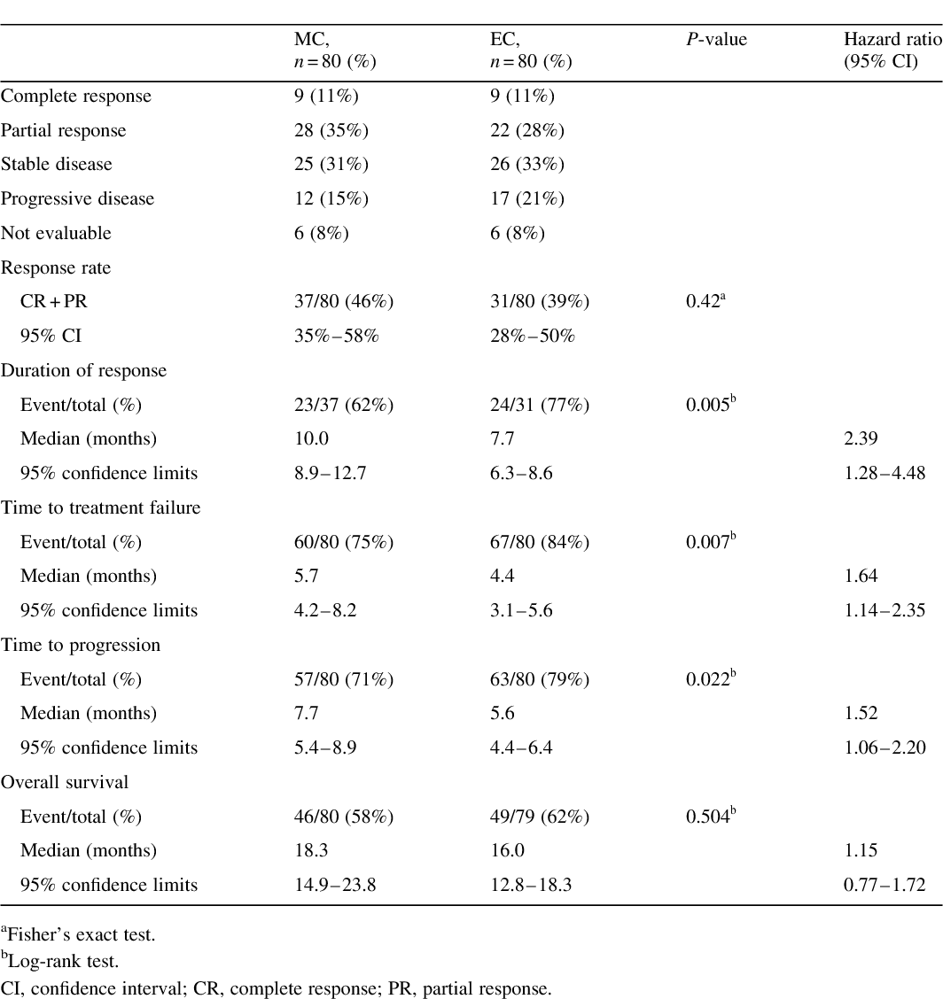 MC, EC, P-value Hazard ratio
n = 80 (%) n = 80 (%) (95% CI)
Complete response 9 (11%) 9 (11%)
Partial response 28 (35%) 22 (28%)
Stable disease 25 (31%) 26 (33%)
Progressive disease 12 (15%) 17 (21%)
Not evaluable 6 (8%) 6 (8%)
Response rate
CR + PR 37/80 (46%) 31/80 (39%) 0.42a
95% CI 35%–58% 28%–50%
Duration of response
Event/total (%) 23/37 (62%) 24/31 (77%) 0.005b
Median (months) 10.0 7.7 2.39
95% confidence limits 8.9–12.7 6.3–8.6 1.28–4.48
Time to treatment failure
Event/total (%) 60/80 (75%) 67/80 (84%) 0.007b
Median (months) 5.7 4.4 1.64
95% confidence limits 4.2–8.2 3.1–5.6 1.14–2.35
Time to progression
Event/total (%) 57/80 (71%) 63/80 (79%) 0.022b
Median (months) 7.7 5.6 1.52
95% confidence limits 5.4–8.9 4.4–6.4 1.06–2.20
Overall survival
Event/total (%) 46/80 (58%) 49/79 (62%) 0.504b
Median (months) 18.3 16.0 1.15
95% confidence limits 14.9–23.8 12.8–18.3 0.77–1.72
aFisher's exact test.
bLog-rank test.
CI, confidence interval; CR, complete response; PR, partial response.